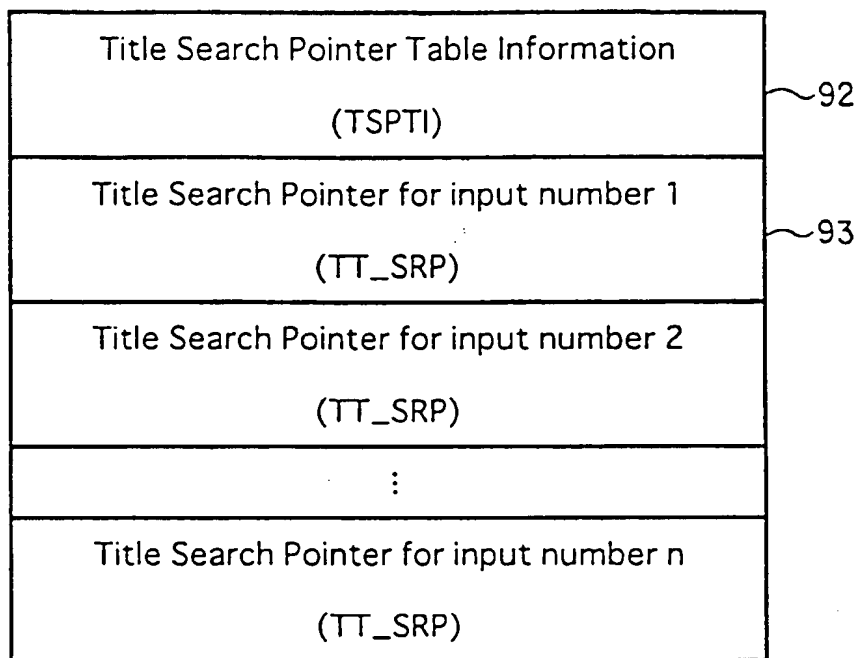 Title Search Pointer Table Information
(TSPTI)
92
Title Search Pointer for input number 1
(TT_SRP)
93
Title Search Pointer for input number 2
(TT_SRP)
⋮
Title Search Pointer for input number n
(TT_SRP)